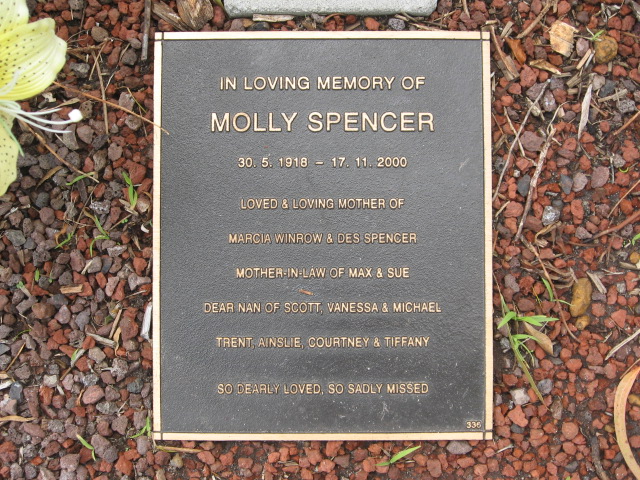 IN LOVING MEMORY OF
MOLLY SPENCER
30. 5. 1918 – 17. 11. 2000
LOVED & LOVING MOTHER OF
MARCIA WINROW & DES SPENCER
MOTHER-IN-LAW OF MAX & SUE
DEAR NAN OF SCOTT, VANESSA & MICHAEL
TRENT, AINSLIE, COURTNEY & TIFFANY
SO DEARLY LOVED, SO SADLY MISSED
336